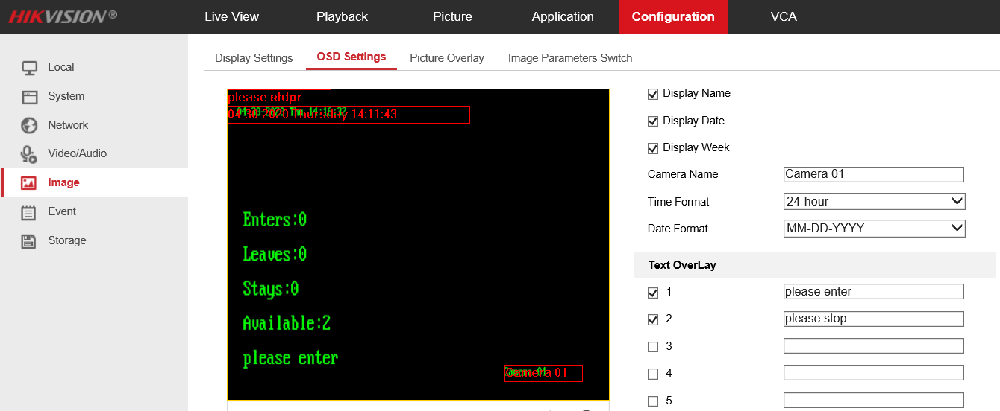 HIKVISION®
Live View Playback Picture Application Configuration VCA
Local
System
Network
Video/Audio
Image
Event
Storage
Display Settings OSD Settings Picture Overlay Image Parameters Switch
please
04-30-2020 Thu 14:16:32
04-30-2020 Thursday 14:11:43
Enters:0
Leaves:0
Stays:0
Available:2
please enter
Camera 01
Camera 01
Display Name
Display Date
Display Week
Camera Name Camera 01
Time Format 24-hour
Date Format MM-DD-YYYY
Text OverLay
1 please enter
2 please stop
3
4
5